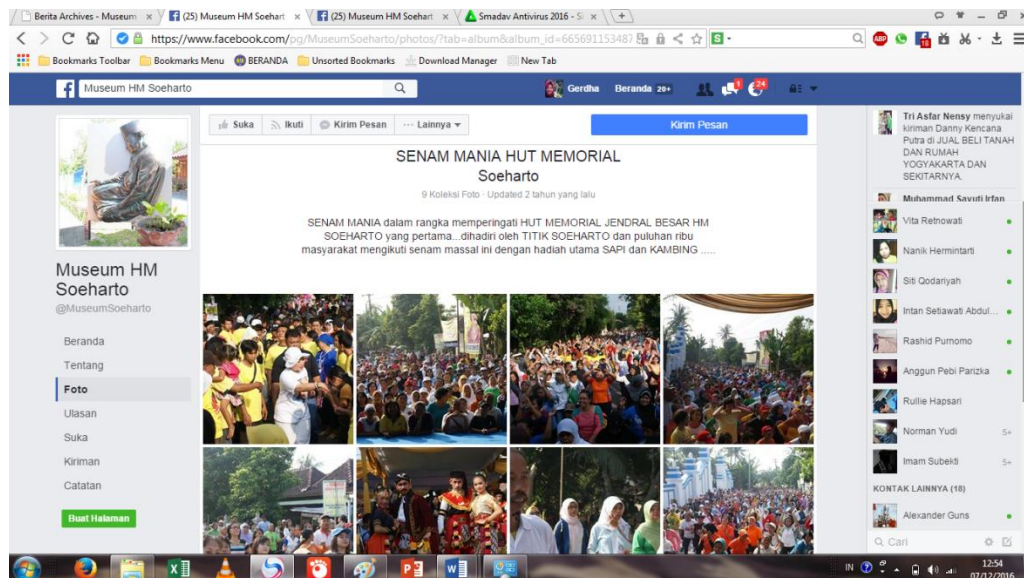 Berita Archives - Museum
(25) Museum HM Soehart
(25) Museum HM Soehart
Smadav Antivirus 2016 - Si
https://www.facebook.com/pg/MuseumSoeharto/photos/?tab=album&album_id=665691153487
Bookmarks Toolbar
Bookmarks Menu
BERANDA
Unsorted Bookmarks
Download Manager
New Tab
Museum HM Soeharto
Gerdha
Beranda 20+
1
24
Suka
Ikuti
Kirim Pesan
Lainnya
Kirim Pesan
SENAM MANIA HUT MEMORIAL
Soeharto
9 Koleksi Foto · Updated 2 tahun yang lalu
SENAM MANIA dalam rangka memperingati HUT MEMORIAL JENDRAL BESAR HM
SOEHARTO yang pertama...dihadiri oleh TITIK SOEHARTO dan puluhan ribu
masyarakat mengikuti senam massal ini dengan hadiah utama SAPI dan KAMBING .....
Museum HM
Soeharto
@MuseumSoeharto
Beranda
Tentang
Foto
Ulasan
Suka
Kiriman
Catatan
Buat Halaman
Tri Asfar Nensy menyukai
kiriman Danny Kencana
Putra di JUAL BELI TANAH
DAN RUMAH
YOGYAKARTA DAN
SEKITARNYA.
Muhammad Sayuti Irfan
Vita Retnowati
Nanik Hermintarti
Siti Qodariyah
Intan Setiawati Abdul...
Rashid Purnomo
Anggun Pebi Parizka
Rullie Hapsari
Norman Yudi 5+
Imam Subekti 5+
KONTAK LAINNYA (18)
Alexander Guns
Cari
IN
12:54
07/12/2016